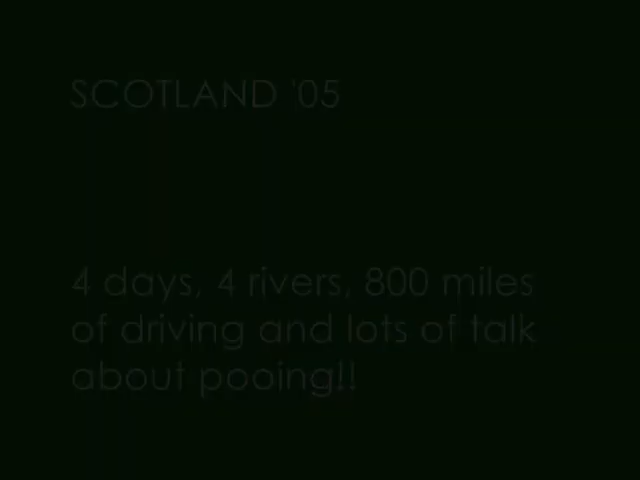 SCOTLAND '05
4 days, 4 rivers, 800 miles
of driving and lots of talk
about pooing!!